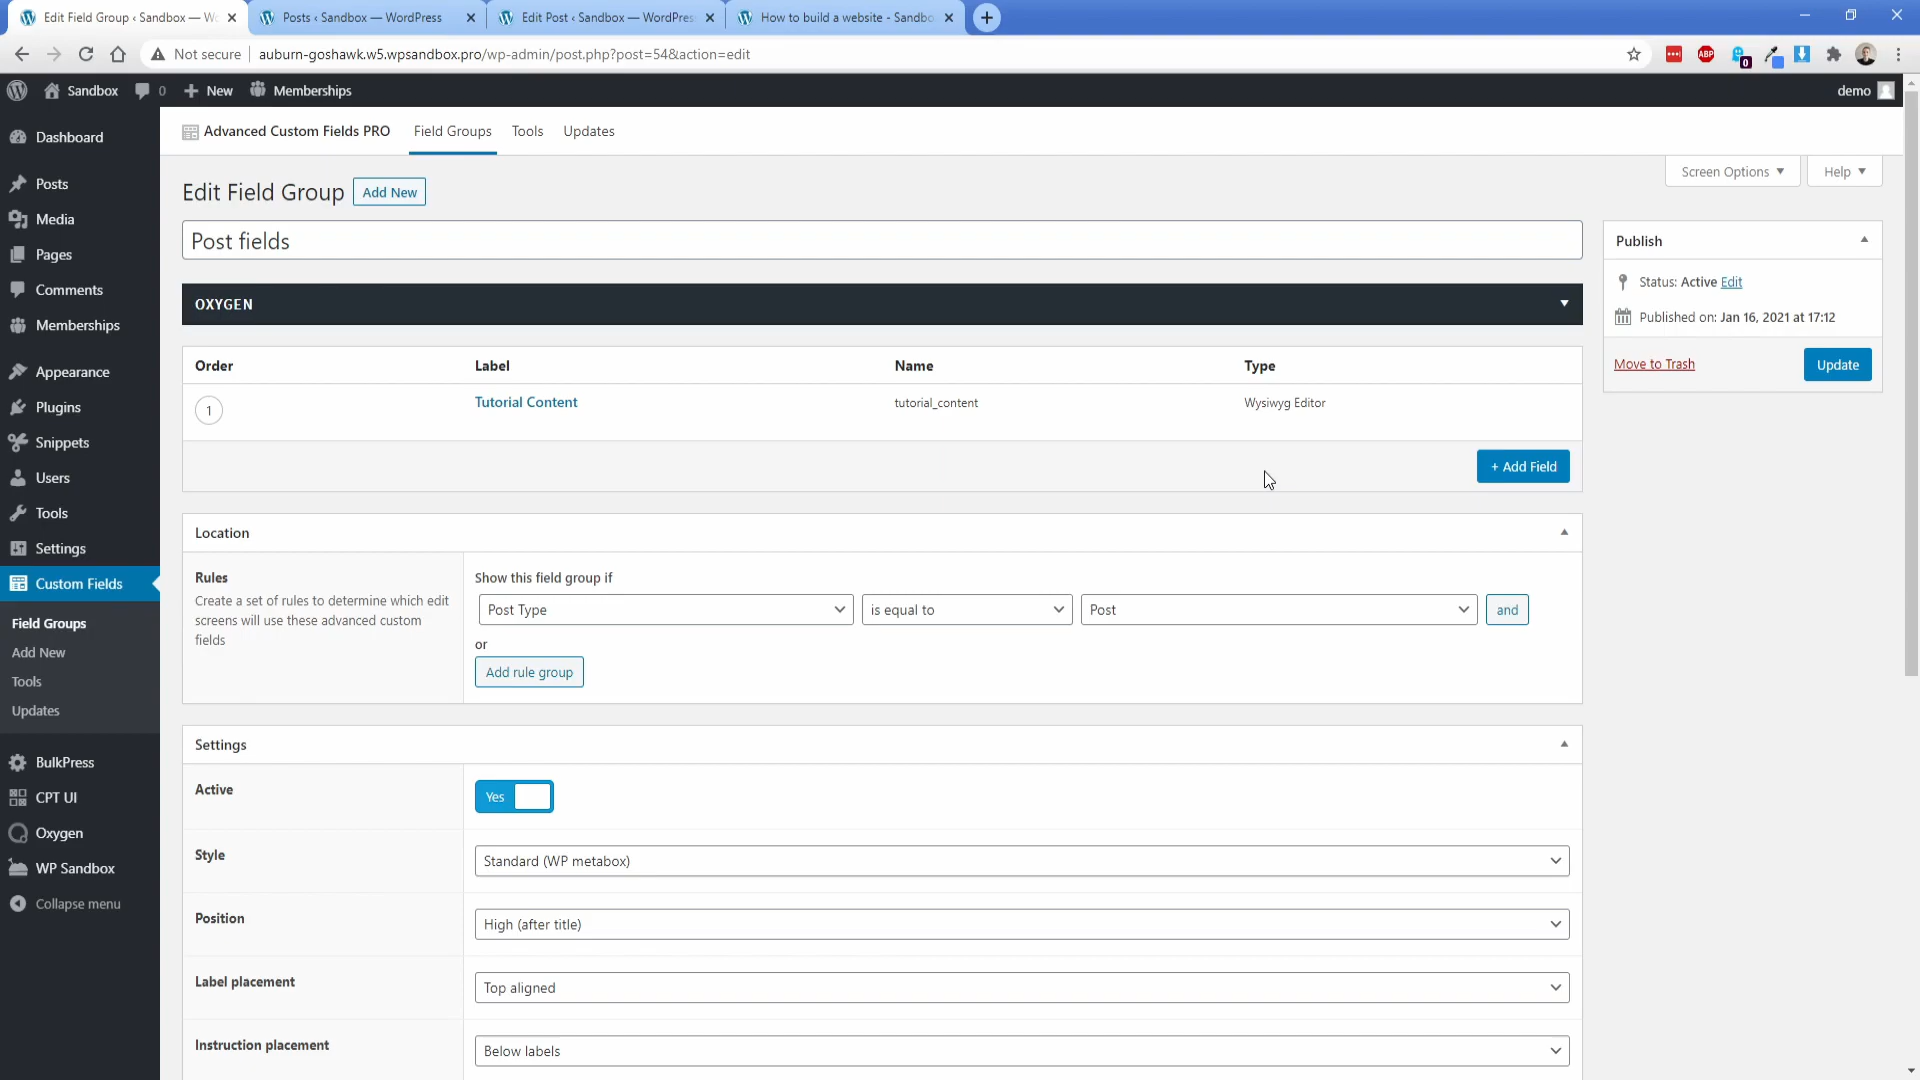 Edit Field Group ‹ Sandbox — Wo
Posts ‹ Sandbox — WordPress
Edit Post ‹ Sandbox — WordPres
How to build a website - Sandbo
Not secure
auburn-goshawk.w5.wpsandbox.pro/wp-admin/post.php?post=54&action=edit
ABP
0
Sandbox
0
New
Memberships
demo
Dashboard
Posts
Media
Pages
Comments
Memberships
Appearance
Plugins
Snippets
Users
Tools
Settings
Custom Fields
Field Groups
Add New
Tools
Updates
BulkPress
CPT UI
Oxygen
WP Sandbox
Collapse menu
Advanced Custom Fields PRO
Field Groups
Tools
Updates
Screen Options
Help
Edit Field Group
Add New
Post fields
OXYGEN
Order
Label
Name
Type
1
Tutorial Content
tutorial_content
Wysiwyg Editor
+ Add Field
Location
Rules
Create a set of rules to determine which edit
screens will use these advanced custom
fields
Show this field group if
Post Type
is equal to
Post
and
or
Add rule group
Settings
Active
Yes
Style
Standard (WP metabox)
Position
High (after title)
Label placement
Top aligned
Instruction placement
Below labels
Publish
Status: Active Edit
Published on: Jan 16, 2021 at 17:12
Move to Trash
Update